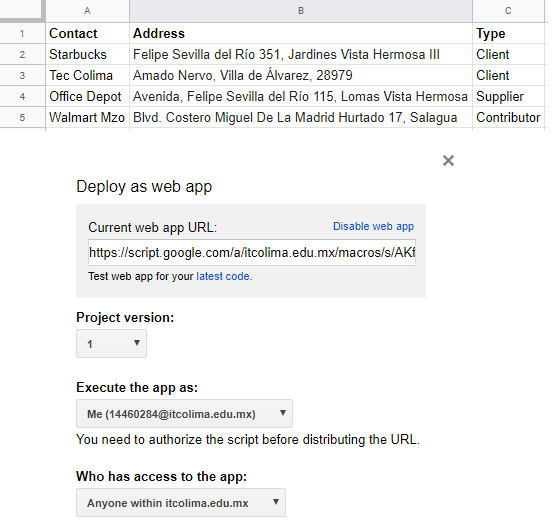 A B C
1 Contact Address Type
2 Starbucks Felipe Sevilla del Río 351, Jardines Vista Hermosa III Client
3 Tec Colima Amado Nervo, Villa de Álvarez, 28979 Client
4 Office Depot Avenida, Felipe Sevilla del Río 115, Lomas Vista Hermosa Supplier
5 Walmart Mzo Blvd. Costero Miguel De La Madrid Hurtado 17, Salagua Contributor
Deploy as web app
Current web app URL: Disable web app
https://script.google.com/a/itcolima.edu.mx/macros/s/AKf
Test web app for your latest code.
Project version:
1
Execute the app as:
Me (14460284@itcolima.edu.mx)
You need to authorize the script before distributing the URL.
Who has access to the app:
Anyone within itcolima.edu.mx